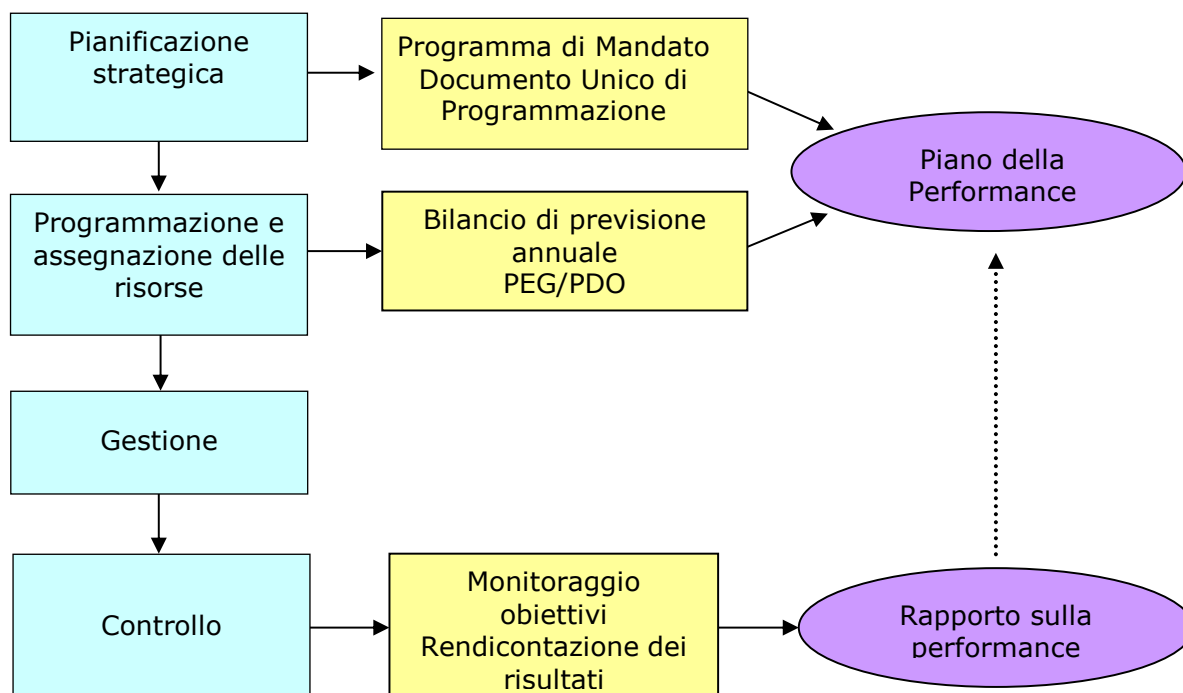 Pianificazione
strategica
Programma di Mandato
Documento Unico di
Programmazione
Piano della
Performance
Programmazione e
assegnazione delle
risorse
Bilancio di previsione
annuale
PEG/PDO
Gestione
Controllo
Monitoraggio
obiettivi
Rendicontazione dei
risultati
Rapporto sulla
performance